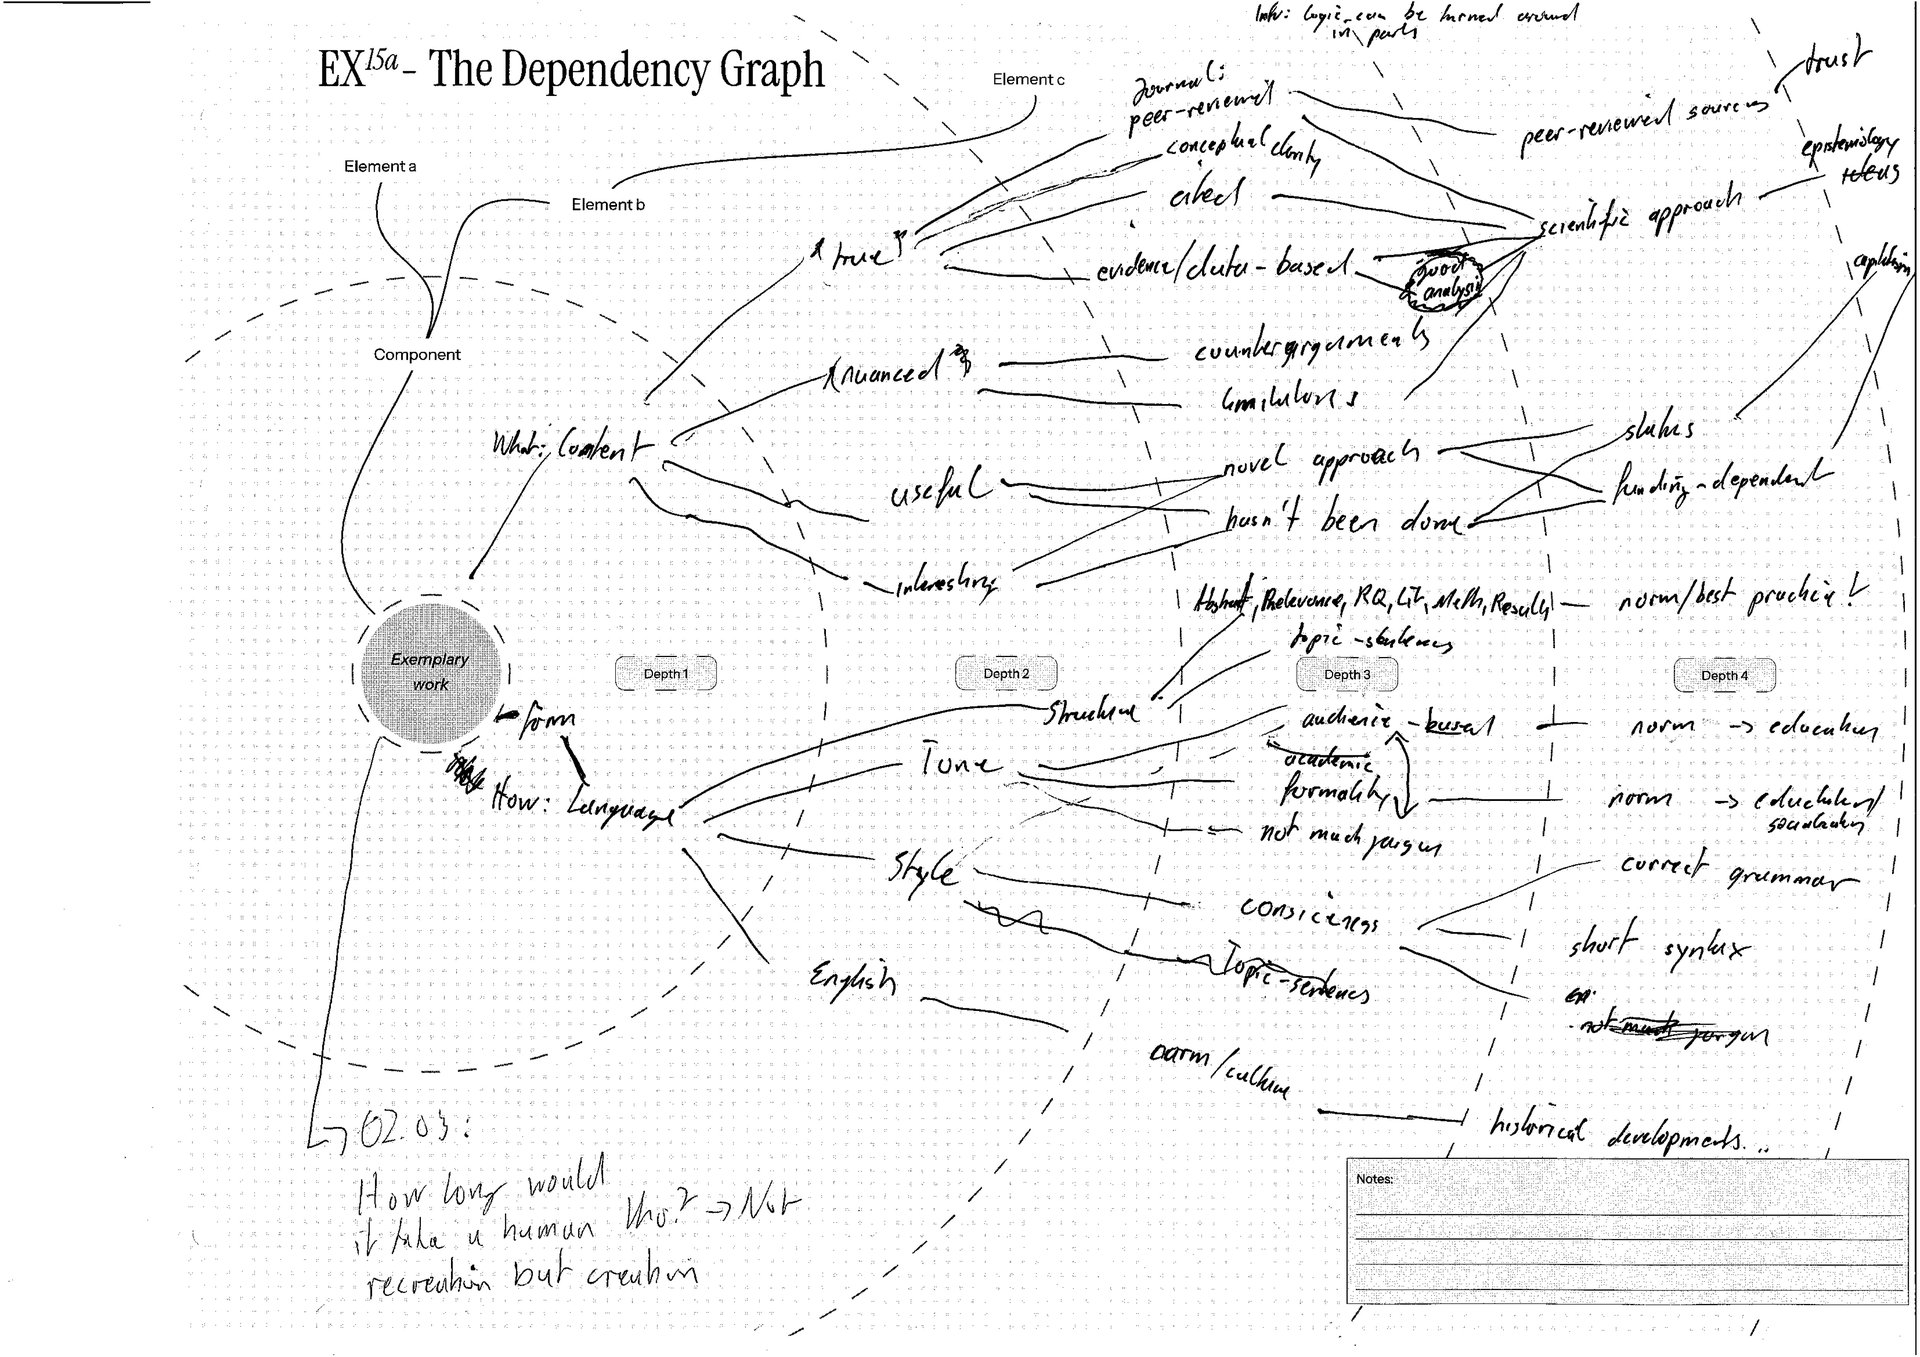 Info: Logic can be turned around
in parts
EX15a - The Dependency Graph
Element c
Element a
Element b
Component
trust
Journal:
peer-reviewed
peer-reviewed sources
conceptual clarity
epistemology
cited
scientific approach
"true"
evidence/data-based
good
analysis
capitalism
"nuanced"
counterarguments
limitations
What: Content
status
novel approach
useful
funding-dependent
hasn't been done
interesting
Abstract, Relevance, RQ, Lit, Meth, Results
norm/best practice!
topic-sentences
Exemplary
work
Depth 1
Depth 2
Depth 3
Depth 4
form
Structure
audience-based
norm -> education
Tone
academic
formality
norm -> education/
socialization
How: Language
not much jargon
Style
correct grammar
consiceness
short syntax
Topic-sentences
English
not much jargon
norm/culture
historical developments...
02.03:
How long would
it take a human tho? -> Not
recreation but creation
Notes: